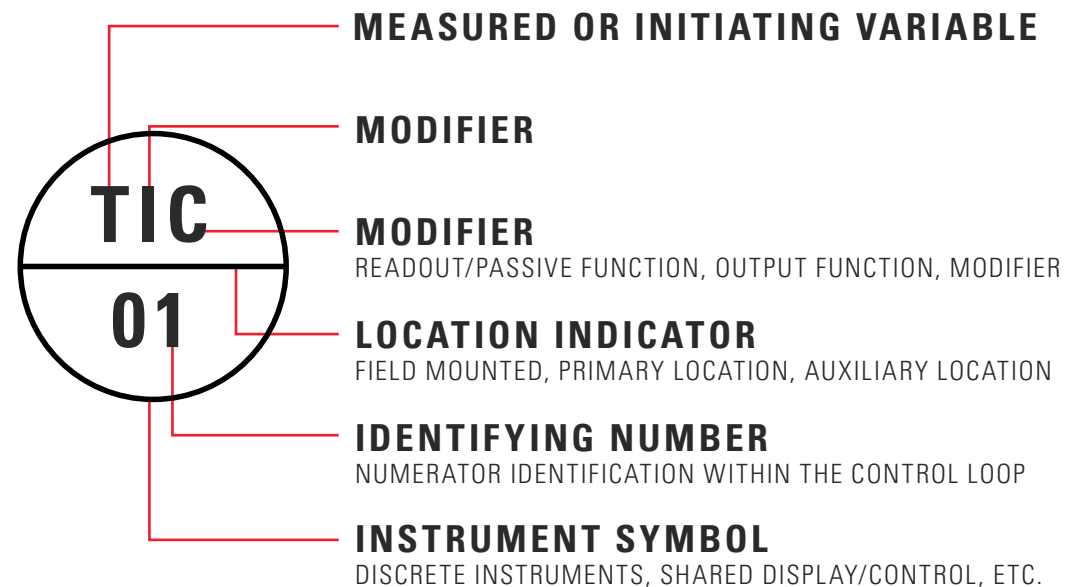 MEASURED OR INITIATING VARIABLE
MODIFIER
TIC
MODIFIER
READOUT/PASSIVE FUNCTION, OUTPUT FUNCTION, MODIFIER
01
LOCATION INDICATOR
FIELD MOUNTED, PRIMARY LOCATION, AUXILIARY LOCATION
IDENTIFYING NUMBER
NUMERATOR IDENTIFICATION WITHIN THE CONTROL LOOP
INSTRUMENT SYMBOL
DISCRETE INSTRUMENTS, SHARED DISPLAY/CONTROL, ETC.